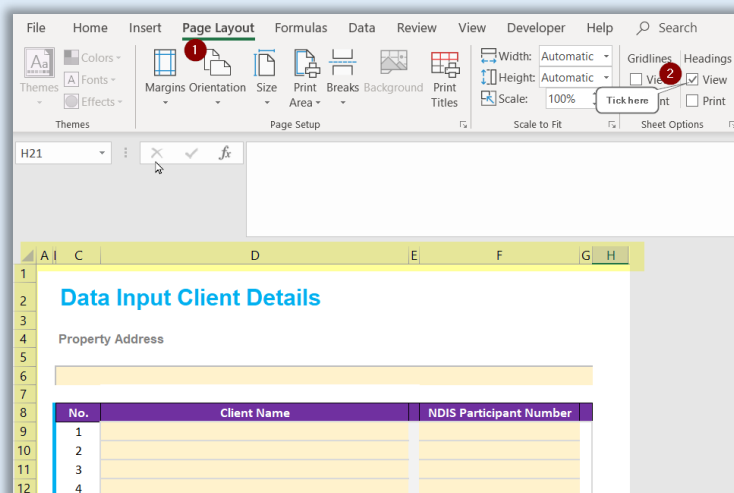 File Home Insert Page Layout Formulas Data Review View Developer Help Search
1
Aa
Themes
Colors
A Fonts
Effects
Themes
Margins Orientation Size Print Area Breaks Background Print Titles
Page Setup
Width: Automatic
Height: Automatic
Scale: 100%
Scale to Fit
Gridlines Headings
2
View
Print
Tick here
Sheet Options
H21 fx
A C D E F G H
1
2 Data Input Client Details
3
4 Property Address
5
6
7
8 No. Client Name NDIS Participant Number
9 1
10 2
11 3
12 4